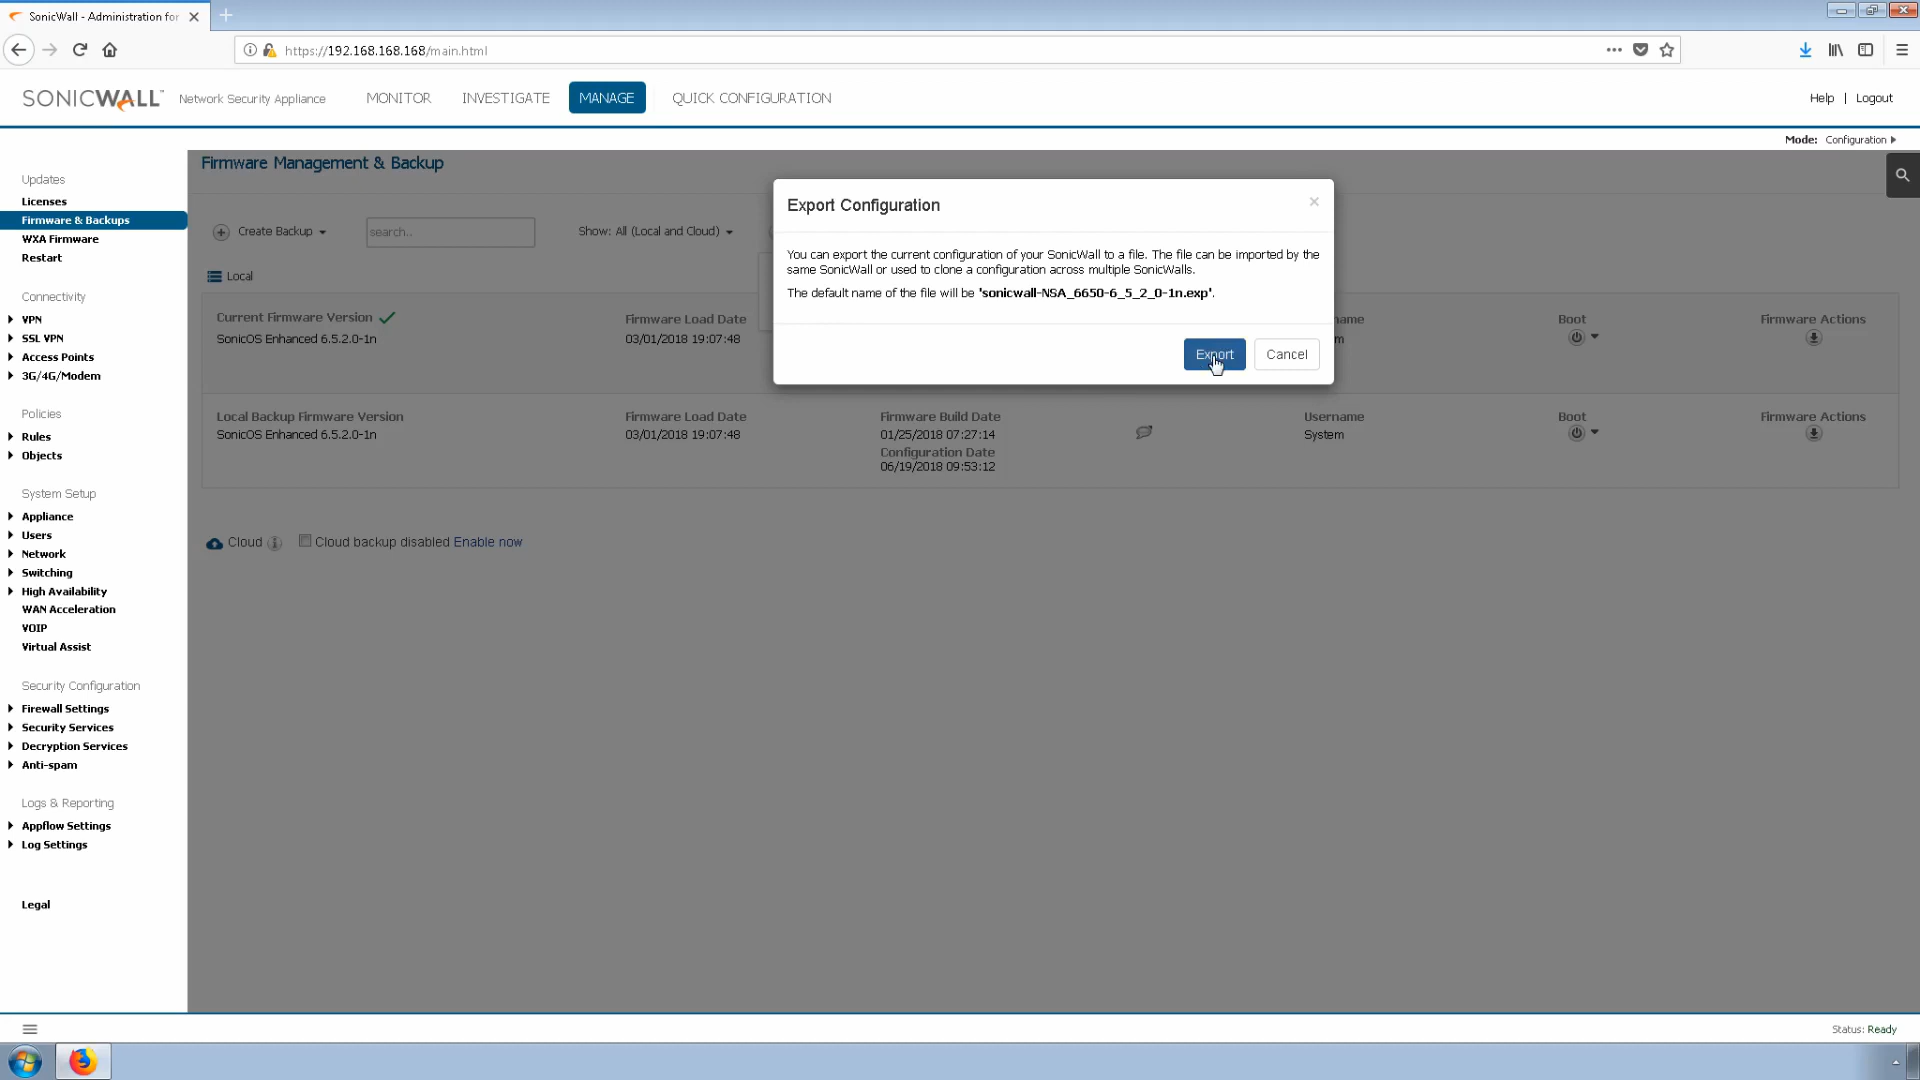 SonicWall - Administration for
https://192.168.168.168/main.html
SONICWALL Network Security Appliance MONITOR INVESTIGATE MANAGE QUICK CONFIGURATION Help | Logout
Mode: Configuration
Updates
Licenses
Firmware & Backups
WXA Firmware
Restart
Connectivity
VPN
SSL VPN
Access Points
3G/4G/Modem
Policies
Rules
Objects
System Setup
Appliance
Users
Network
Switching
High Availability
WAN Acceleration
VOIP
Virtual Assist
Security Configuration
Firewall Settings
Security Services
Decryption Services
Anti-spam
Logs & Reporting
Appflow Settings
Log Settings
Legal
Firmware Management & Backup
Create Backup search.. Show: All (Local and Cloud)
Local
Current Firmware Version Firmware Load Date Boot Firmware Actions
SonicOS Enhanced 6.5.2.0-1n 03/01/2018 19:07:48
Local Backup Firmware Version Firmware Load Date Firmware Build Date Username Boot Firmware Actions
SonicOS Enhanced 6.5.2.0-1n 03/01/2018 19:07:48 01/25/2018 07:27:14 System
Configuration Date
06/19/2018 09:53:12
Cloud Cloud backup disabled Enable now
Export Configuration
You can export the current configuration of your SonicWall to a file. The file can be imported by the
same SonicWall or used to clone a configuration across multiple SonicWalls.
The default name of the file will be 'sonicwall-NSA_6650-6_5_2_0-1n.exp'.
Export Cancel
Status: Ready